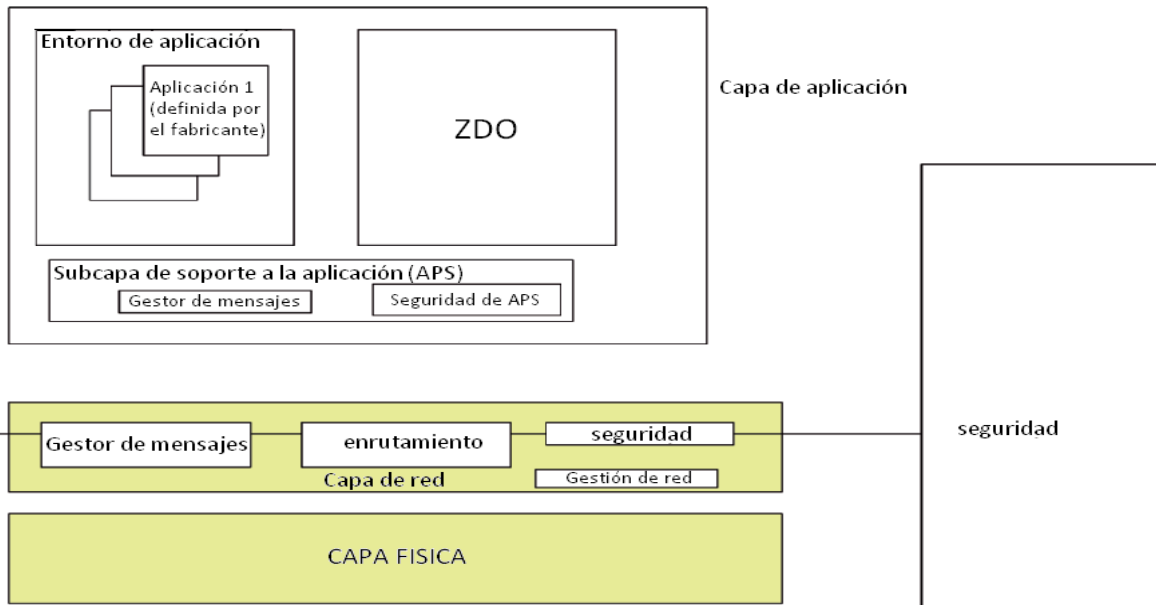 Entorno de aplicación
Aplicación 1
(definida por
el fabricante)
ZDO
Capa de aplicación
Subcapa de soporte a la aplicación (APS)
Gestor de mensajes
Seguridad de APS
Gestor de mensajes
enrutamiento
seguridad
Capa de red
Gestión de red
seguridad
CAPA FISICA